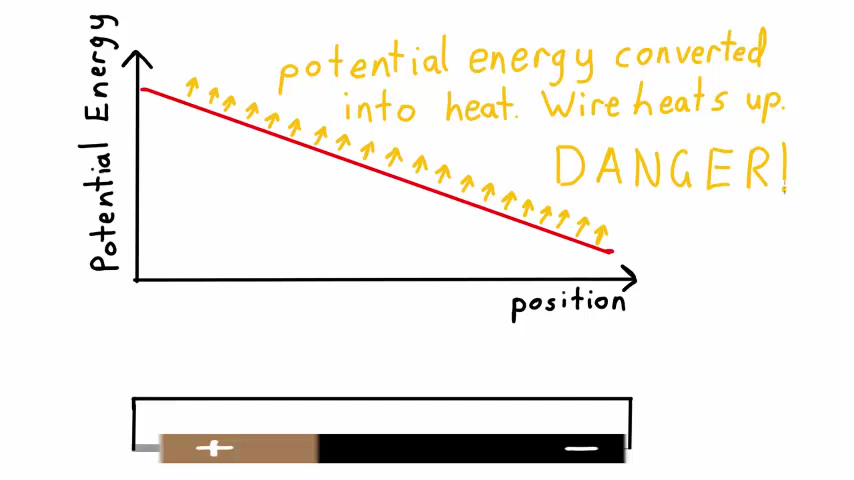 Potential Energy
potential energy converted
into heat. Wire heats up.
DANGER!
position
+ −